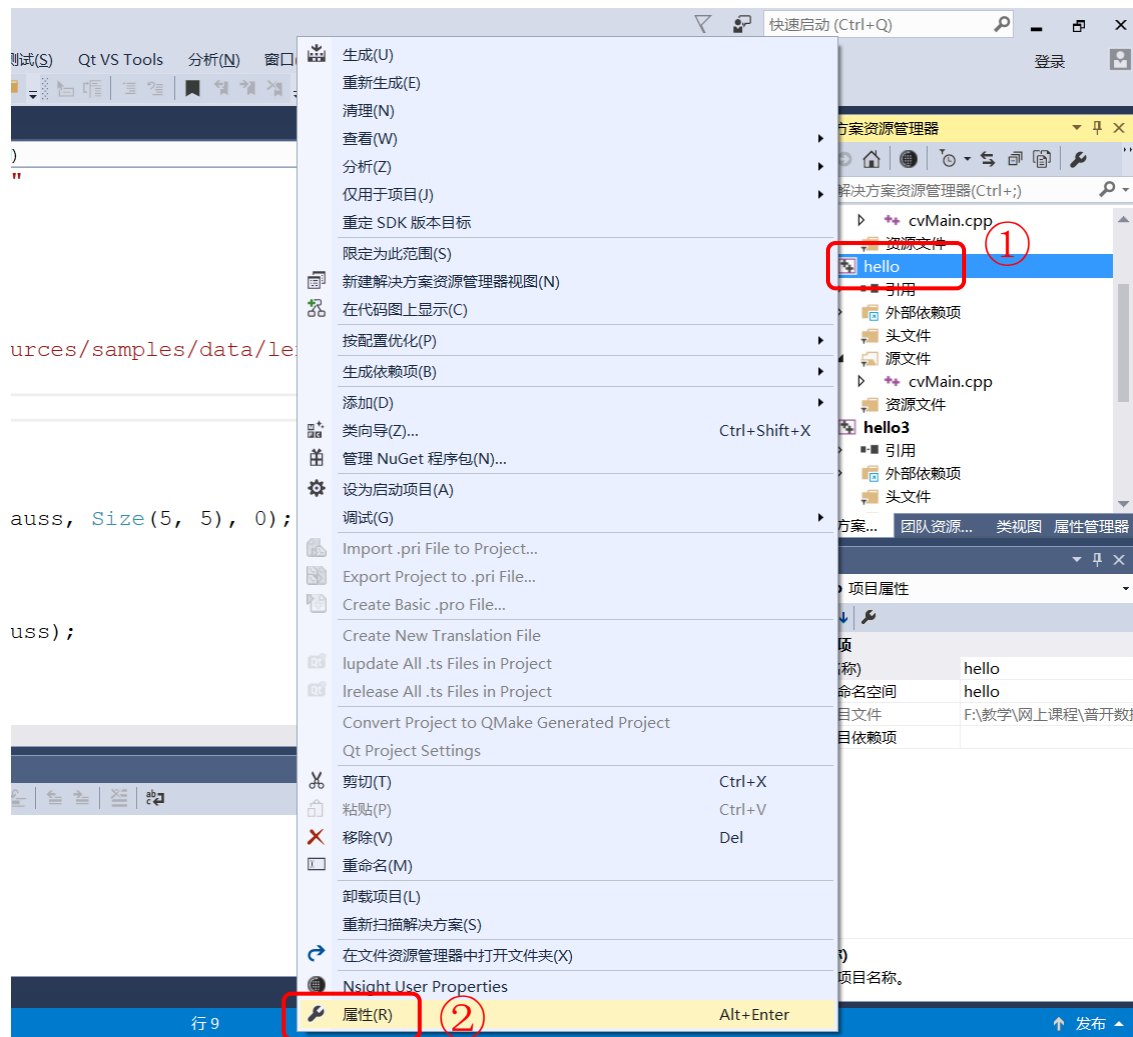 快速启动 (Ctrl+Q)
测试(S) Qt VS Tools 分析(N) 窗口
登录
)
"
urces/samples/data/le
auss, Size(5, 5), 0);
uss);
行 9
生成(U)
重新生成(E)
清理(N)
查看(W)
分析(Z)
仅用于项目(J)
重定 SDK 版本目标
限定为此范围(S)
新建解决方案资源管理器视图(N)
在代码图上显示(C)
按配置优化(P)
生成依赖项(B)
添加(D)
类向导(Z)... Ctrl+Shift+X
管理 NuGet 程序包(N)...
设为启动项目(A)
调试(G)
Import .pri File to Project...
Export Project to .pri File...
Create Basic .pro File...
Create New Translation File
lupdate All .ts Files in Project
lrelease All .ts Files in Project
Convert Project to QMake Generated Project
Qt Project Settings
剪切(T) Ctrl+X
粘贴(P) Ctrl+V
移除(V) Del
重命名(M)
卸载项目(L)
重新扫描解决方案(S)
在文件资源管理器中打开文件夹(X)
Nsight User Properties
属性(R) Alt+Enter
②
方案资源管理器
解决方案资源管理器(Ctrl+;)
cvMain.cpp
资源文件
①
hello
引用
外部依赖项
头文件
源文件
cvMain.cpp
资源文件
hello3
引用
外部依赖项
头文件
方案... 团队资源... 类视图 属性管理器
项目属性
项
称) hello
命名空间 hello
目文件 F:\教学\网上课程\普开数据
目依赖项
)
项目名称。
发布